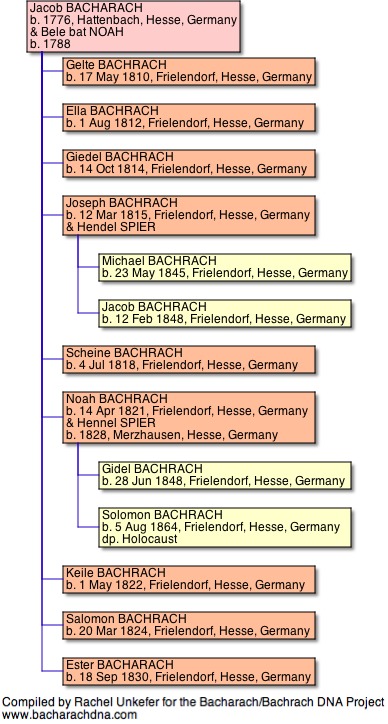 Jacob BACHARACH
b. 1776, Hattenbach, Hesse, Germany
& Bele bat NOAH
b. 1788
Gelte BACHRACH
b. 17 May 1810, Frielendorf, Hesse, Germany
Ella BACHRACH
b. 1 Aug 1812, Frielendorf, Hesse, Germany
Giedel BACHRACH
b. 14 Oct 1814, Frielendorf, Hesse, Germany
Joseph BACHRACH
b. 12 Mar 1815, Frielendorf, Hesse, Germany
& Hendel SPIER
Michael BACHRACH
b. 23 May 1845, Frielendorf, Hesse, Germany
Jacob BACHRACH
b. 12 Feb 1848, Frielendorf, Hesse, Germany
Scheine BACHRACH
b. 4 Jul 1818, Frielendorf, Hesse, Germany
Noah BACHRACH
b. 14 Apr 1821, Frielendorf, Hesse, Germany
& Hennel SPIER
b. 1828, Merzhausen, Hesse, Germany
Gidel BACHRACH
b. 28 Jun 1848, Frielendorf, Hesse, Germany
Solomon BACHRACH
b. 5 Aug 1864, Frielendorf, Hesse, Germany
dp. Holocaust
Keile BACHRACH
b. 1 May 1822, Frielendorf, Hesse, Germany
Salomon BACHRACH
b. 20 Mar 1824, Frielendorf, Hesse, Germany
Ester BACHARACH
b. 18 Sep 1830, Frielendorf, Hesse, Germany
Compiled by Rachel Unkefer for the Bacharach/Bachrach DNA Project
www.bacharachdna.com